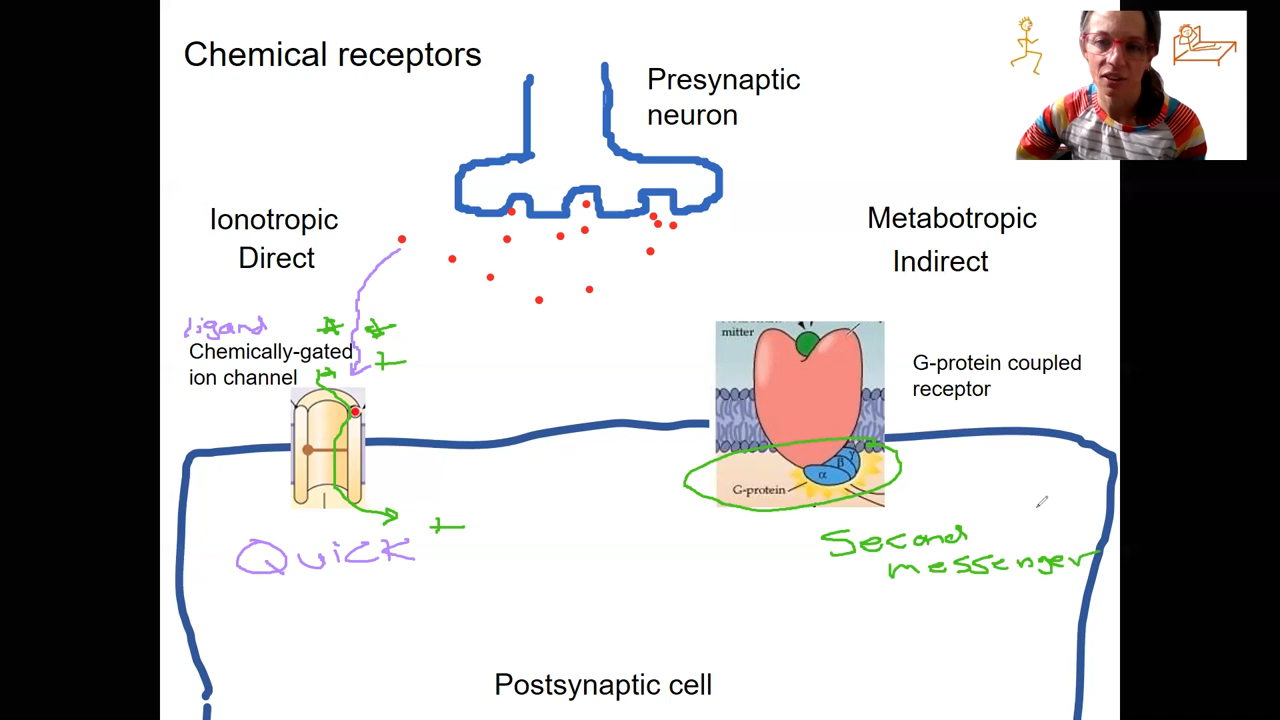 Chemical receptors
Presynaptic
neuron
Ionotropic
Direct
Metabotropic
Indirect
ligand
Chemically-gated
ion channel
mitter
G-protein coupled
receptor
α β γ
G-protein
Quick
+
+
Second
messenger
Postsynaptic cell